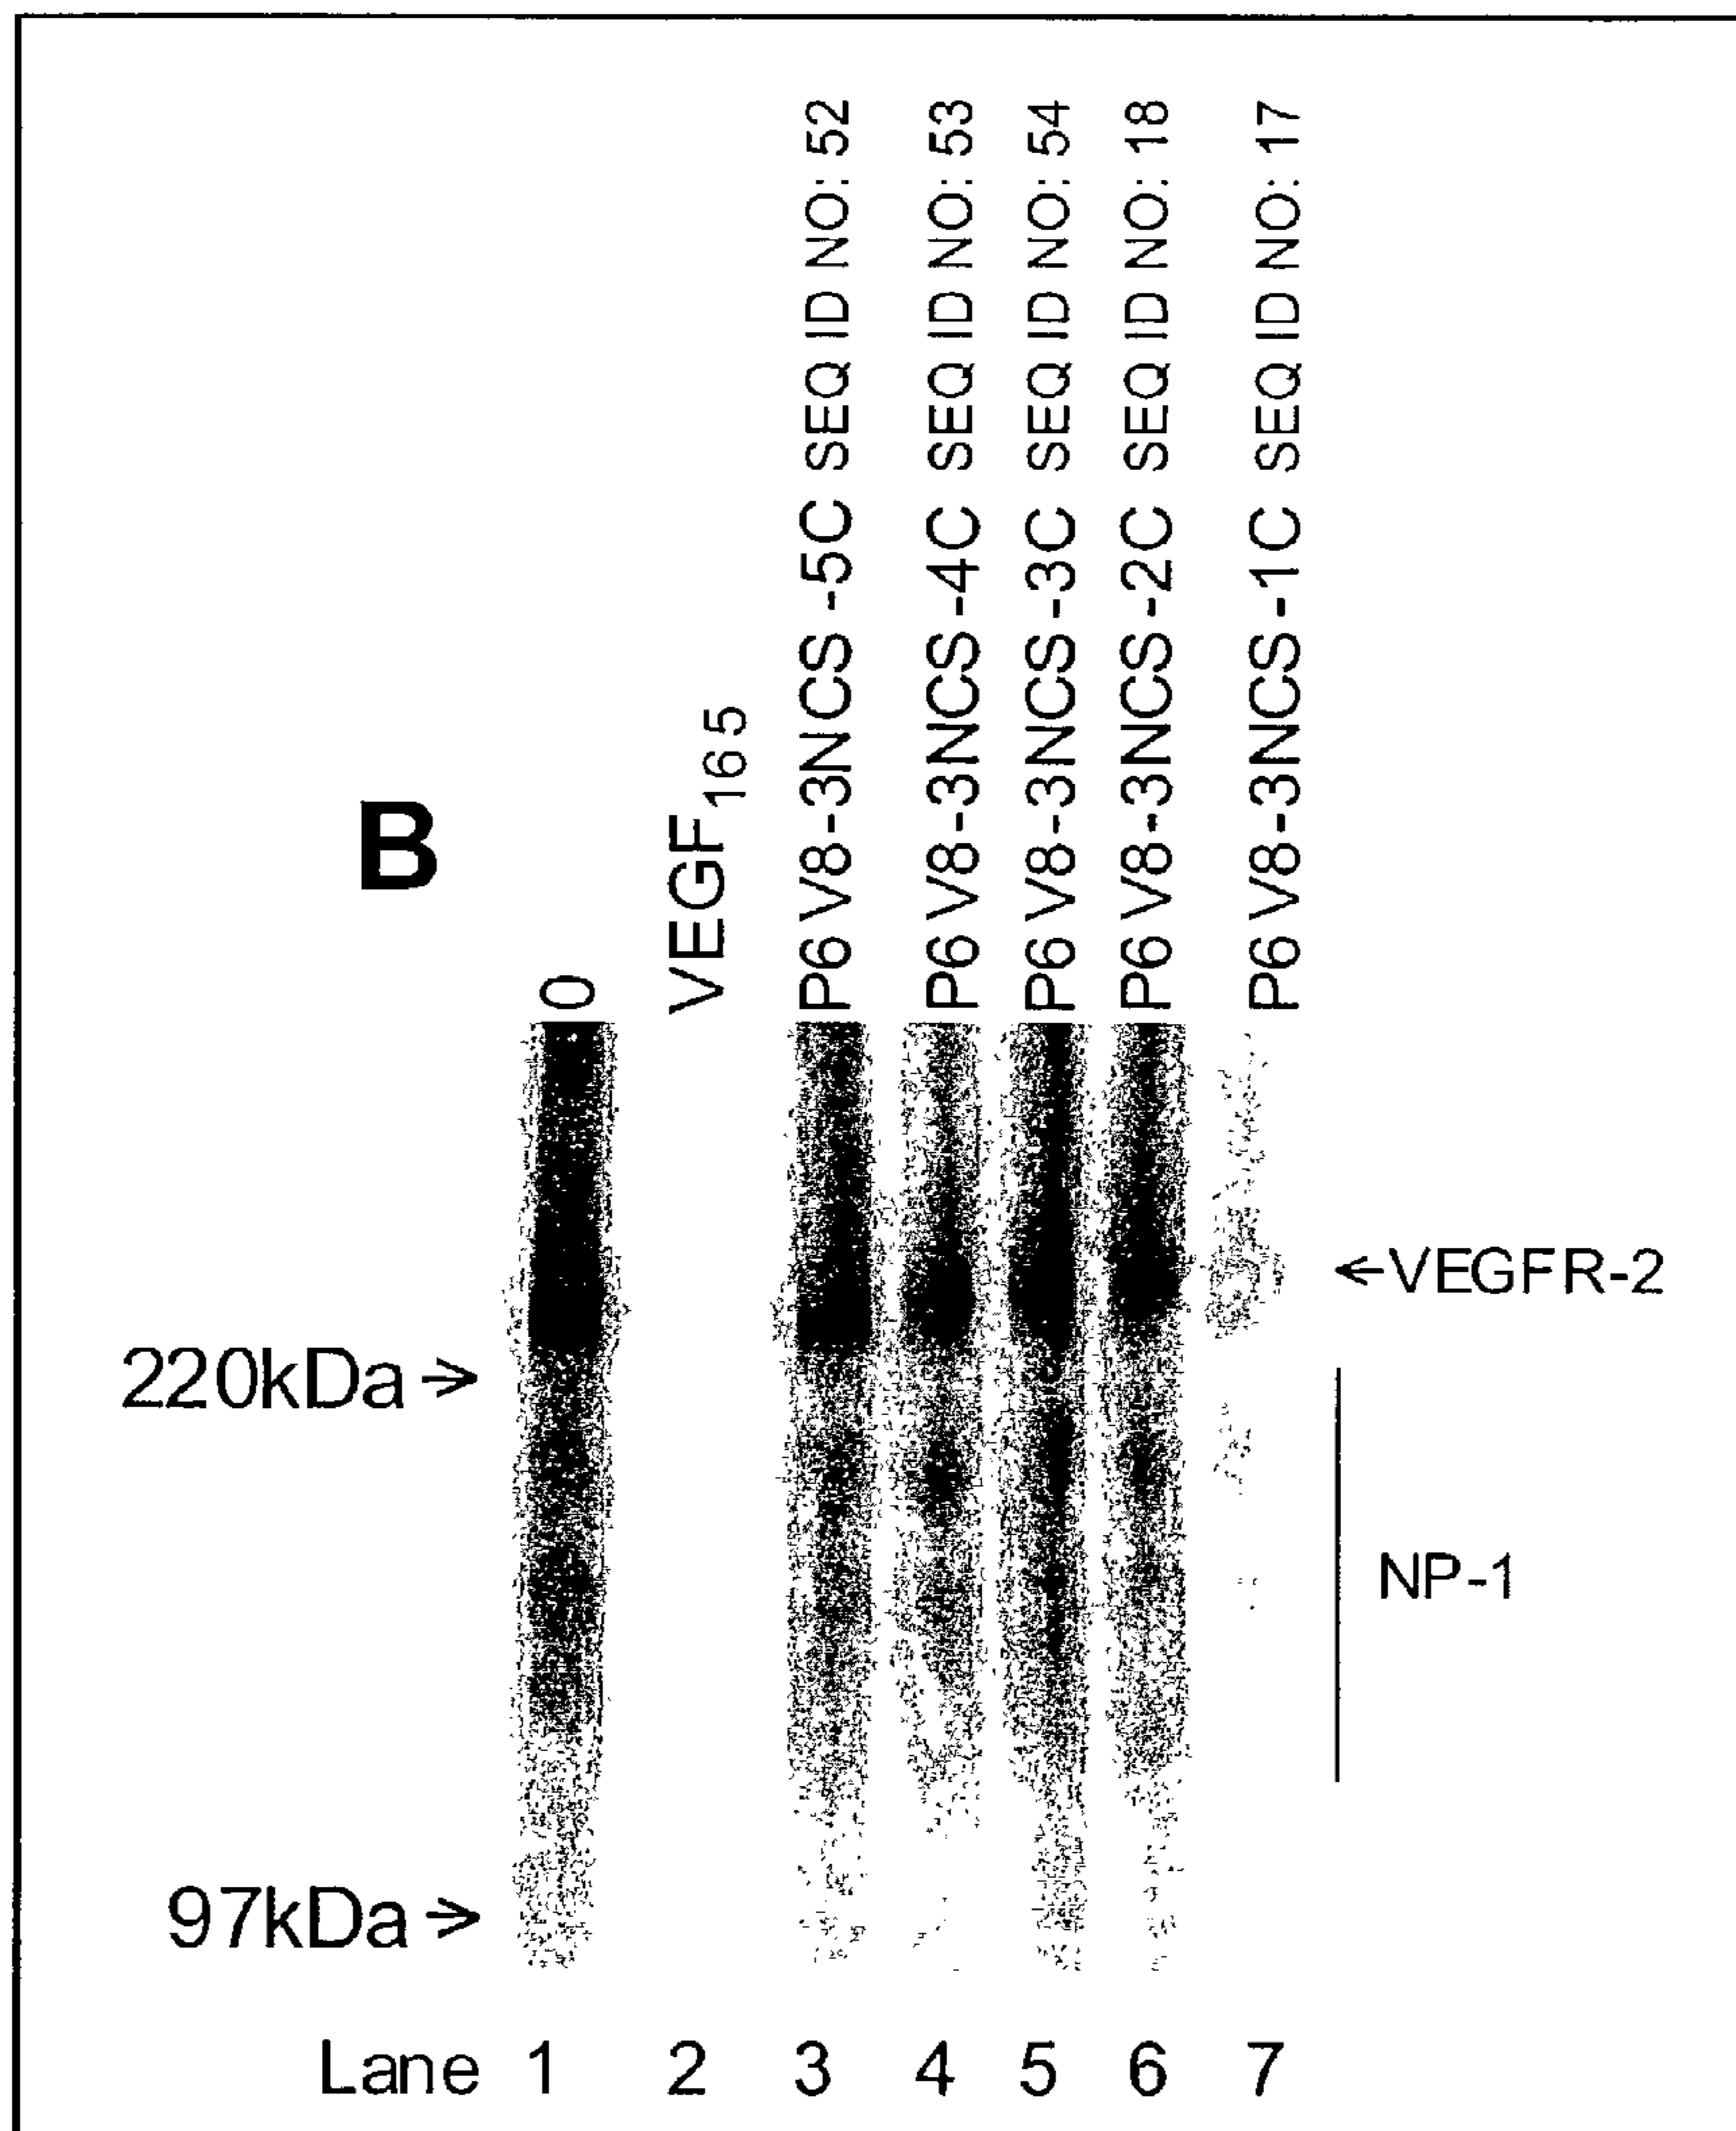 B
0
VEGF165
P6 V8-3NCS-5C SEQ ID NO: 52
P6 V8-3NCS-4C SEQ ID NO: 53
P6 V8-3NCS-3C SEQ ID NO: 54
P6 V8-3NCS-2C SEQ ID NO: 18
P6 V8-3NCS-1C SEQ ID NO: 17
←VEGFR-2
220kDa→
NP-1
97kDa→
Lane 1 2 3 4 5 6 7